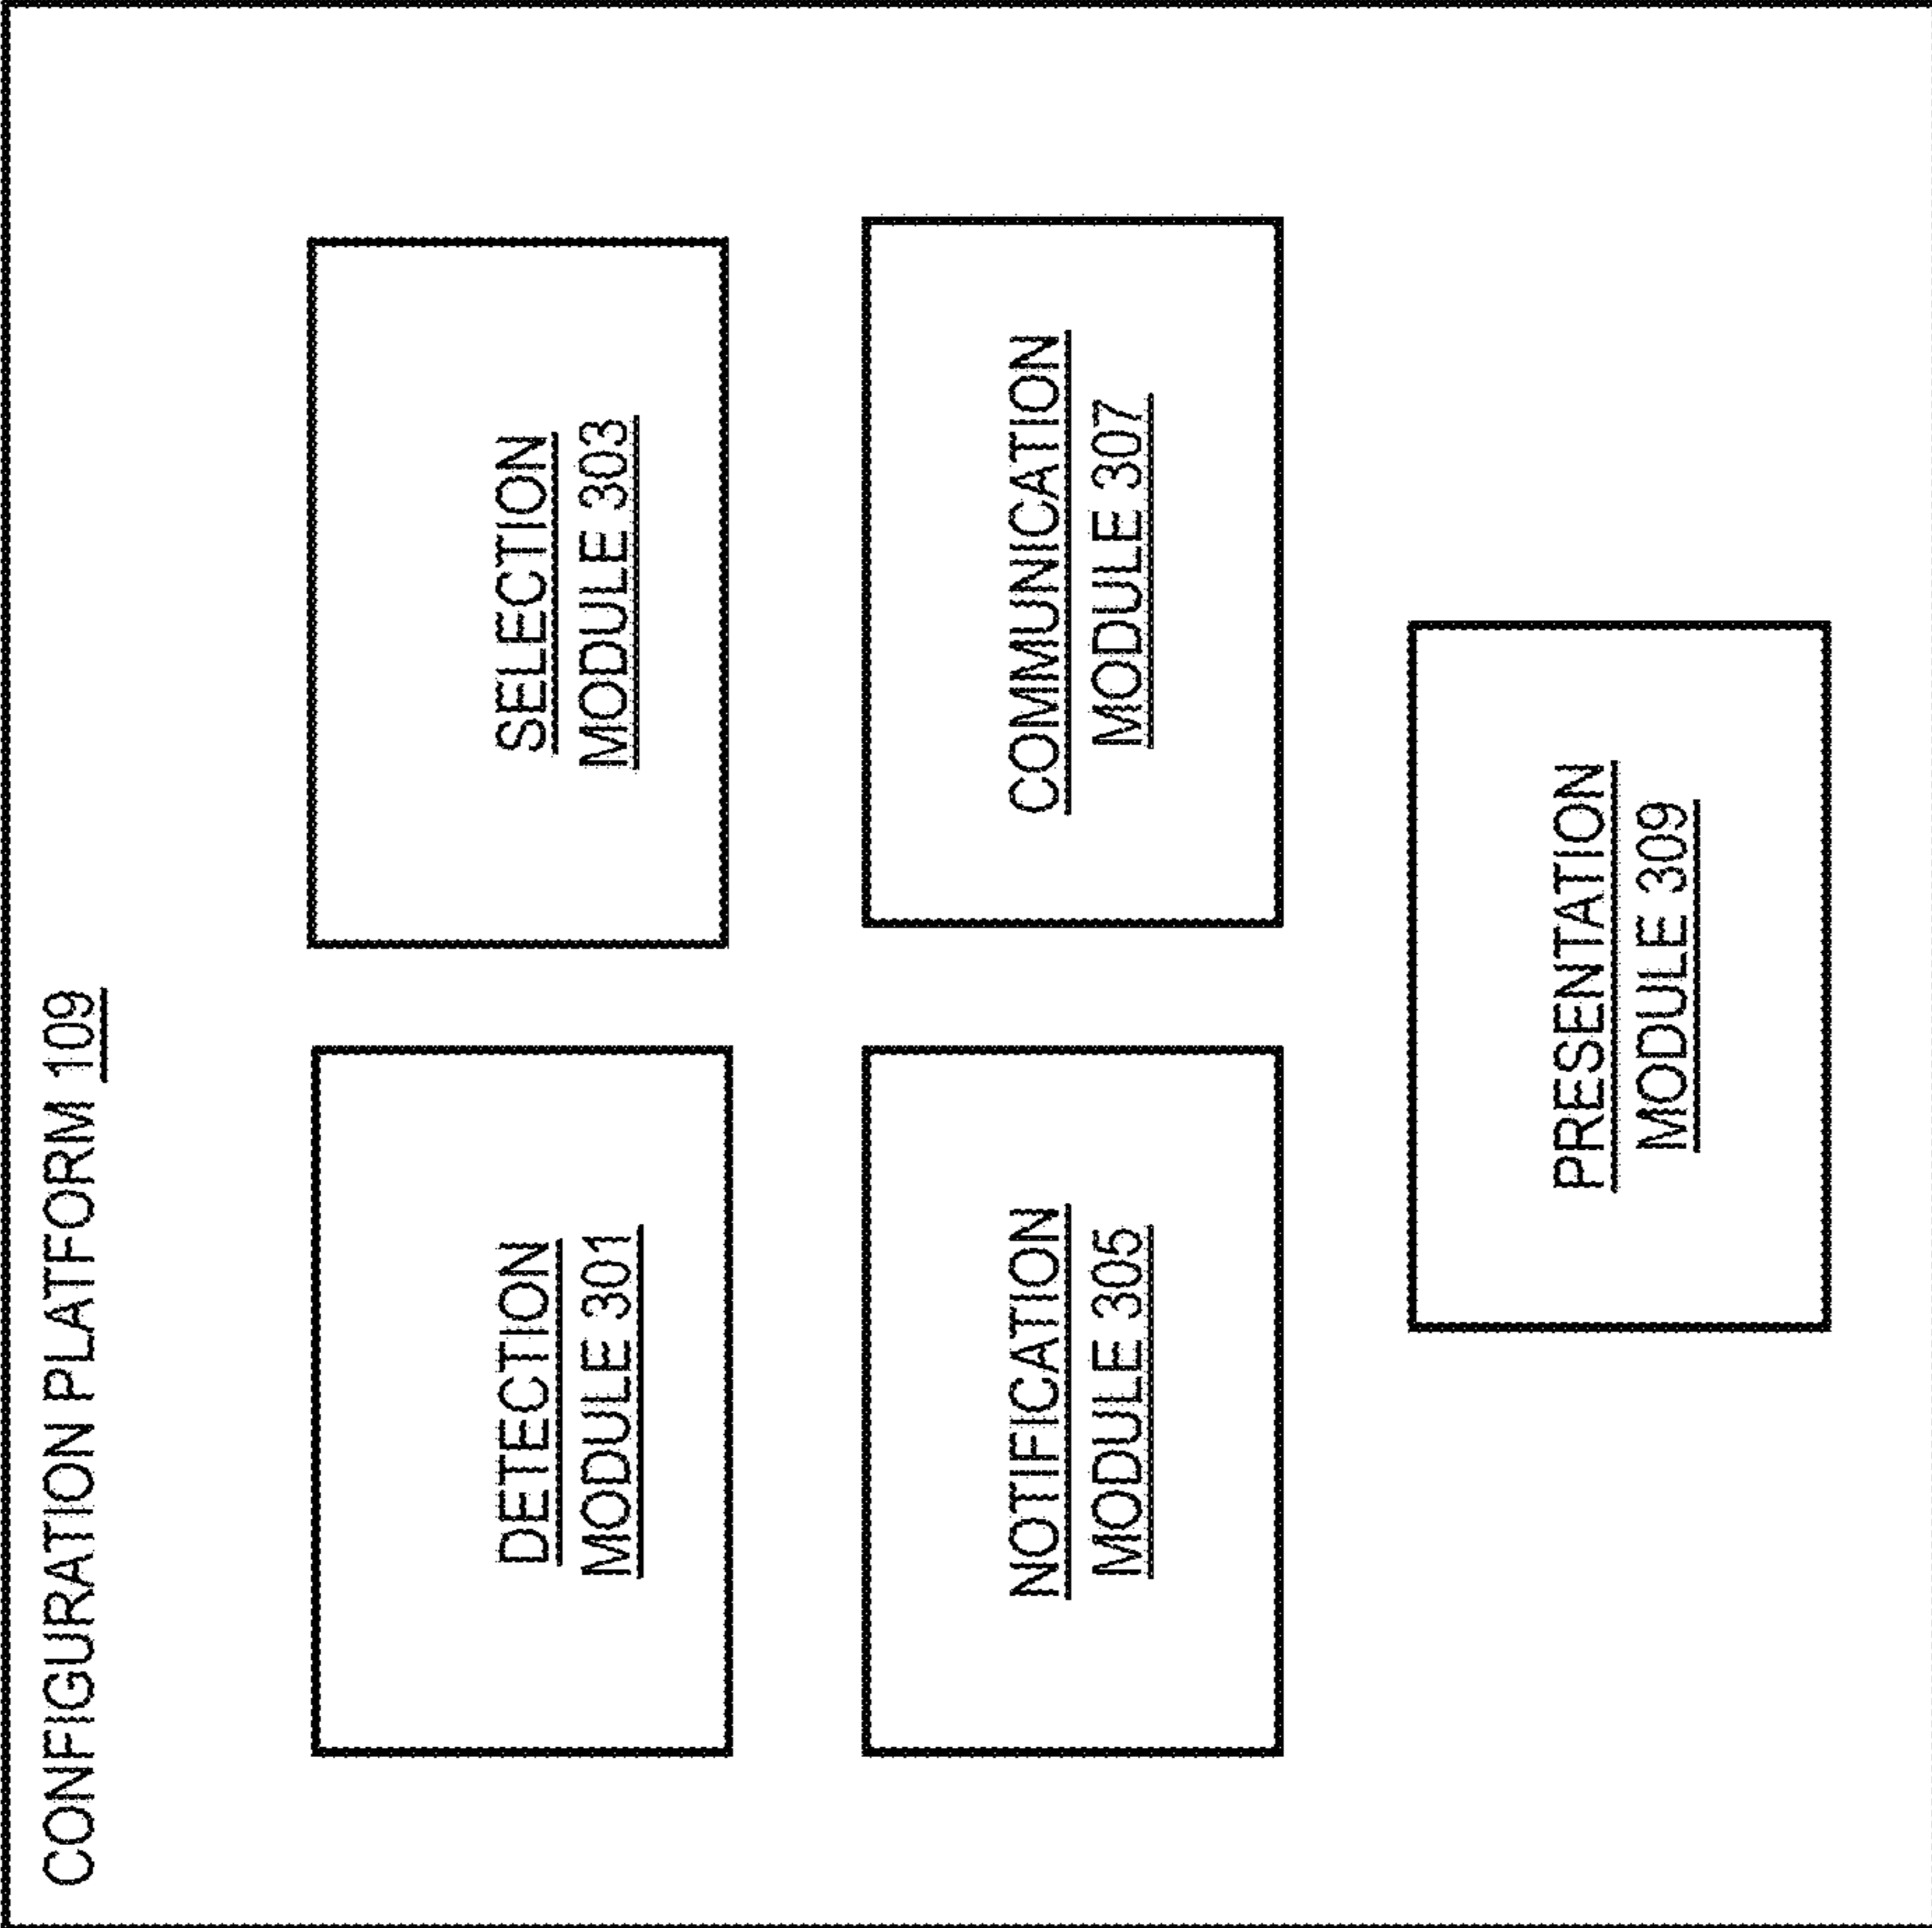 CONFIGURATION PLATFORM 109
DETECTION
MODULE 301
SELECTION
MODULE 303
NOTIFICATION
MODULE 305
COMMUNICATION
MODULE 307
PRESENTATION
MODULE 309